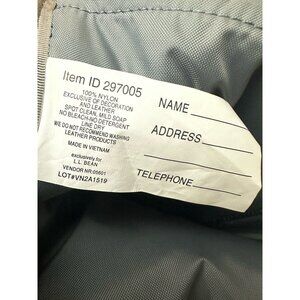 Item ID 297005
100% NYLON
EXCLUSIVE OF DECORATION
AND LEATHER
SPOT CLEAN, MILD SOAP
NO BLEACH-NO DETERGENT
LINE DRY
WE DO NOT RECOMMEND WASHING
LEATHER PRODUCTS
MADE IN VIETNAM
exclusively for
L.L. BEAN
VENDOR NR:05601
LOT#VN2A1519
NAME
ADDRESS
TELEPHONE